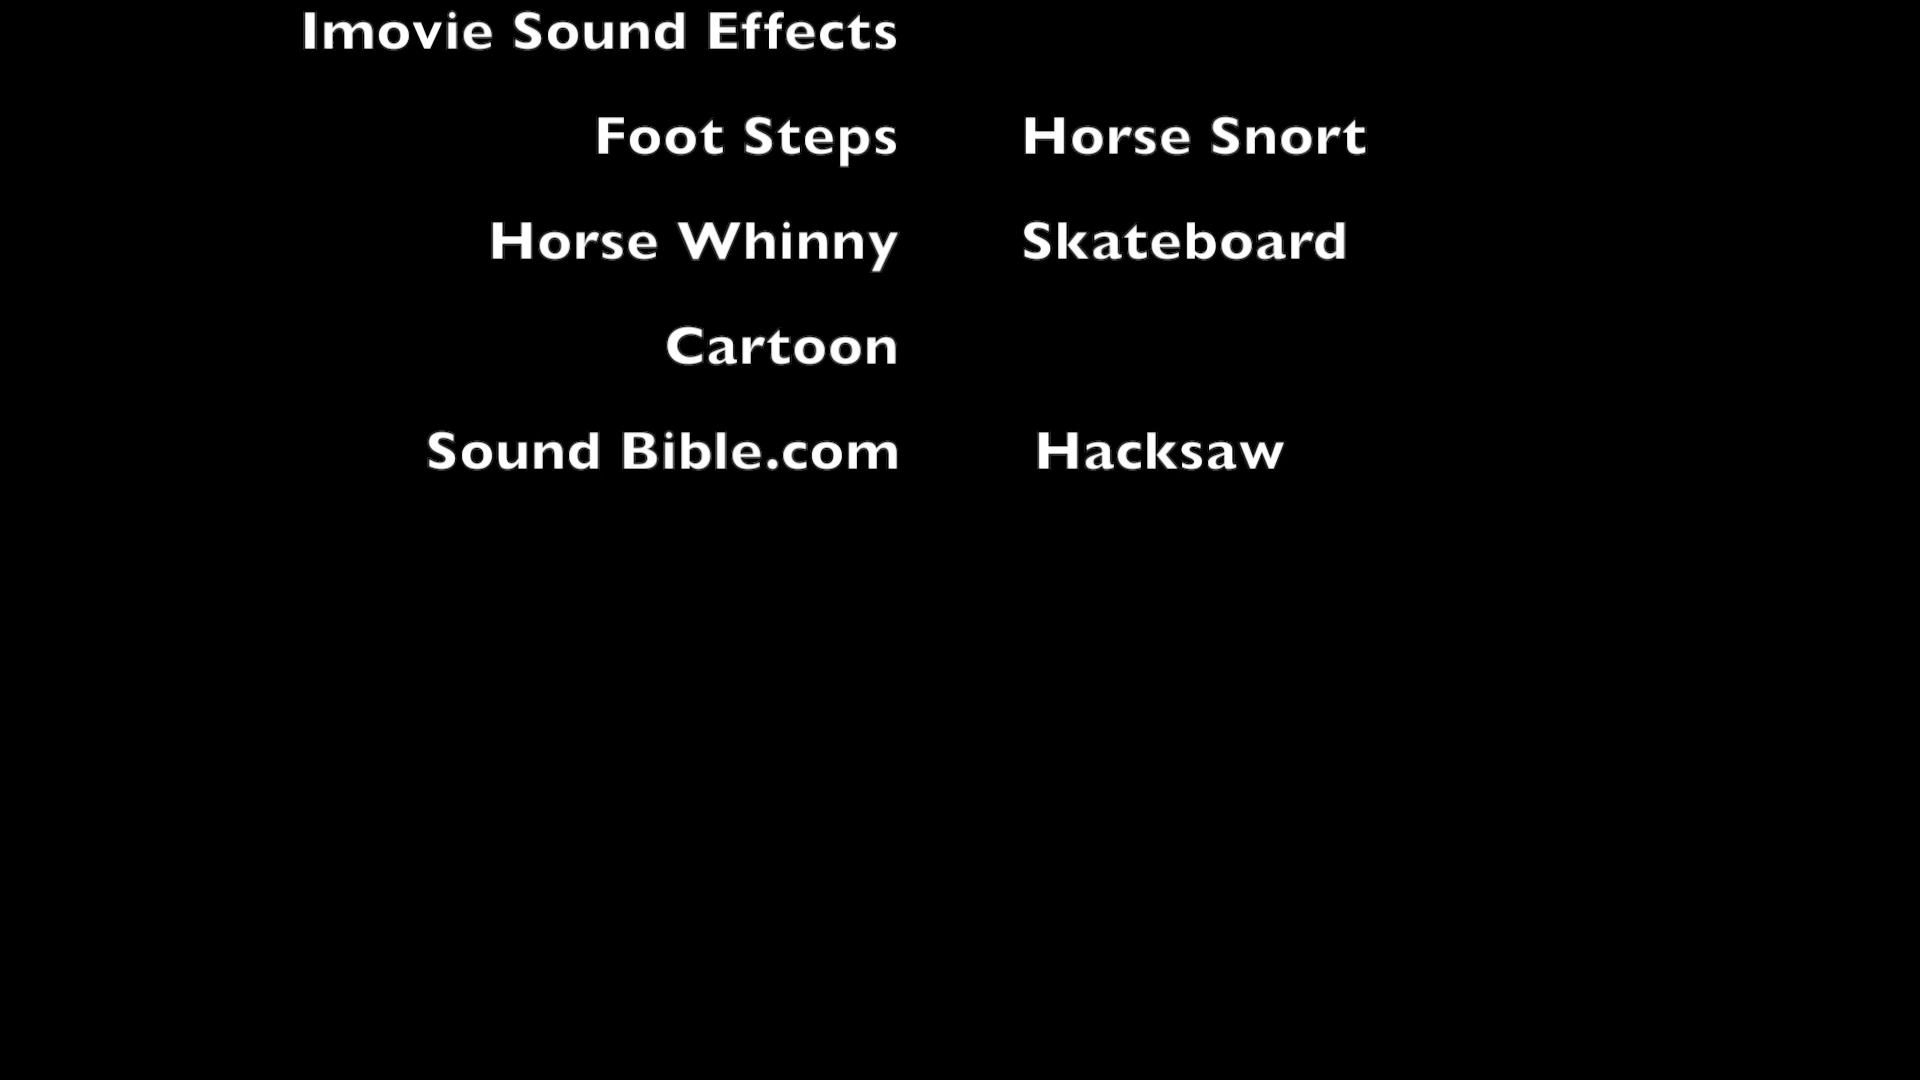 Imovie Sound Effects
Foot Steps Horse Snort
Horse Whinny Skateboard
Cartoon
Sound Bible.com Hacksaw